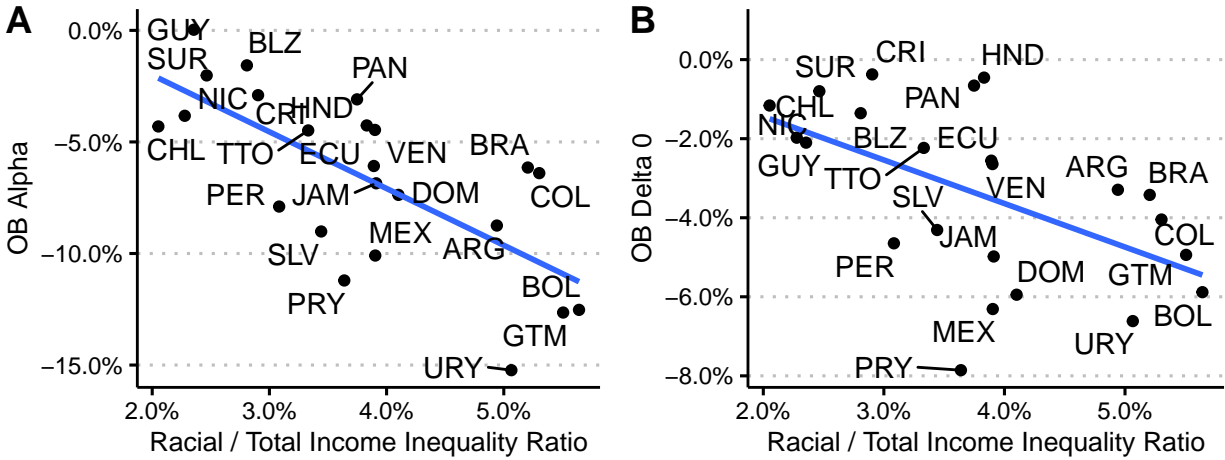 A
OB Alpha
0.0%
−5.0%
−10.0%
−15.0%
GUY
BLZ
SUR
PAN
NIC
CRI
HND
CHL
TTO
ECU
VEN
BRA
PER
JAM
DOM
COL
SLV
MEX
ARG
PRY
BOL
GTM
URY
2.0% 3.0% 4.0% 5.0%
Racial / Total Income Inequality Ratio
B
OB Delta 0
0.0%
−2.0%
−4.0%
−6.0%
−8.0%
CRI
HND
SUR
PAN
CHL
NIC
BLZ
ECU
GUY
TTO
ARG
BRA
VEN
SLV
JAM
COL
PER
DOM
GTM
MEX
BOL
URY
PRY
2.0% 3.0% 4.0% 5.0%
Racial / Total Income Inequality Ratio